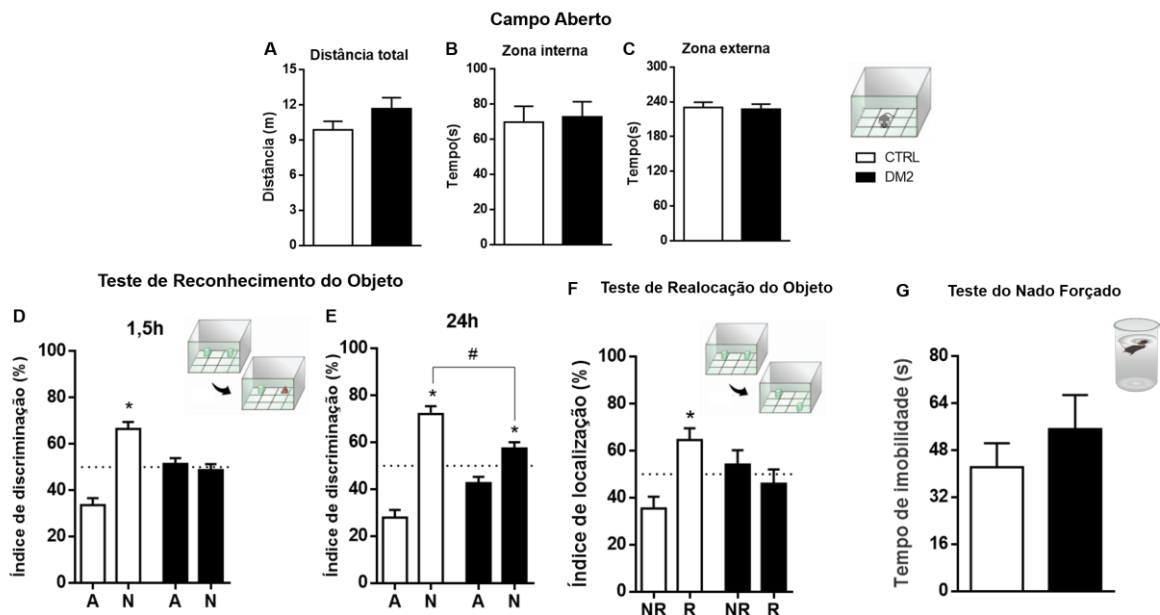 Campo Aberto
A
Distância total
Distância (m)
15
12
9
6
3
0
B
Zona interna
Tempo(s)
100
80
60
40
20
0
C
Zona externa
Tempo(s)
300
240
180
120
60
0
CTRL
DM2
Teste de Reconhecimento do Objeto
D
1,5h
Índice de discriminação (%)
100
80
60
40
20
0
*
A N A N
E
24h
Índice de discriminação (%)
100
80
60
40
20
0
#
*
*
A N A N
F
Teste de Realocação do Objeto
Índice de localização (%)
100
80
60
40
20
0
*
NR R NR R
G
Teste do Nado Forçado
Tempo de imobilidade (s)
80
64
48
32
16
0